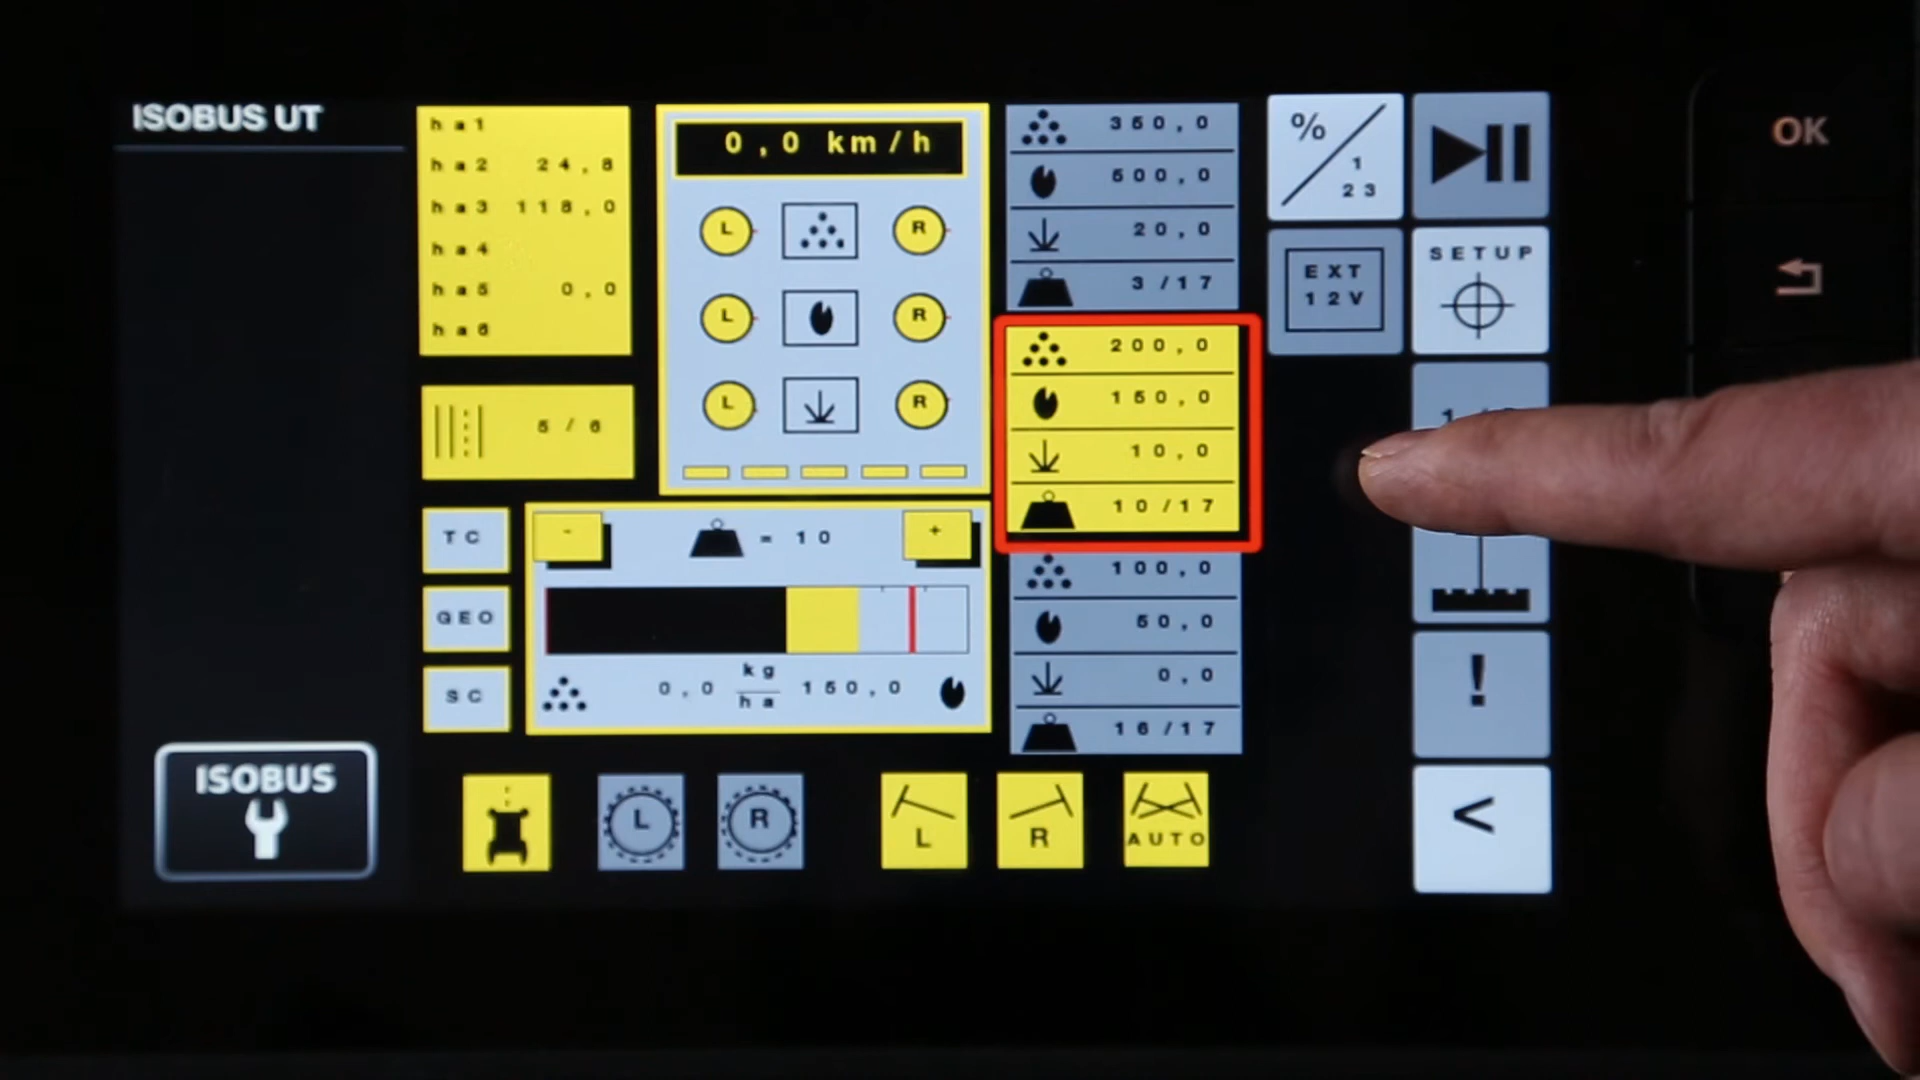 ISOBUS UT
ha1
ha2 24,8
ha3 118,0
ha4
ha5 0,0
ha6
5/6
TC
GEO
SC
ISOBUS
0,0 km/h
L R
L R
L R
- = 10 +
0,0 kg/ha 150,0
L
R
L
R
AUTO
350,0
500,0
20,0
3/17
200,0
150,0
10,0
10/17
100,0
50,0
0,0
16/17
%
1
23
EXT
12V
SETUP
!
<
OK